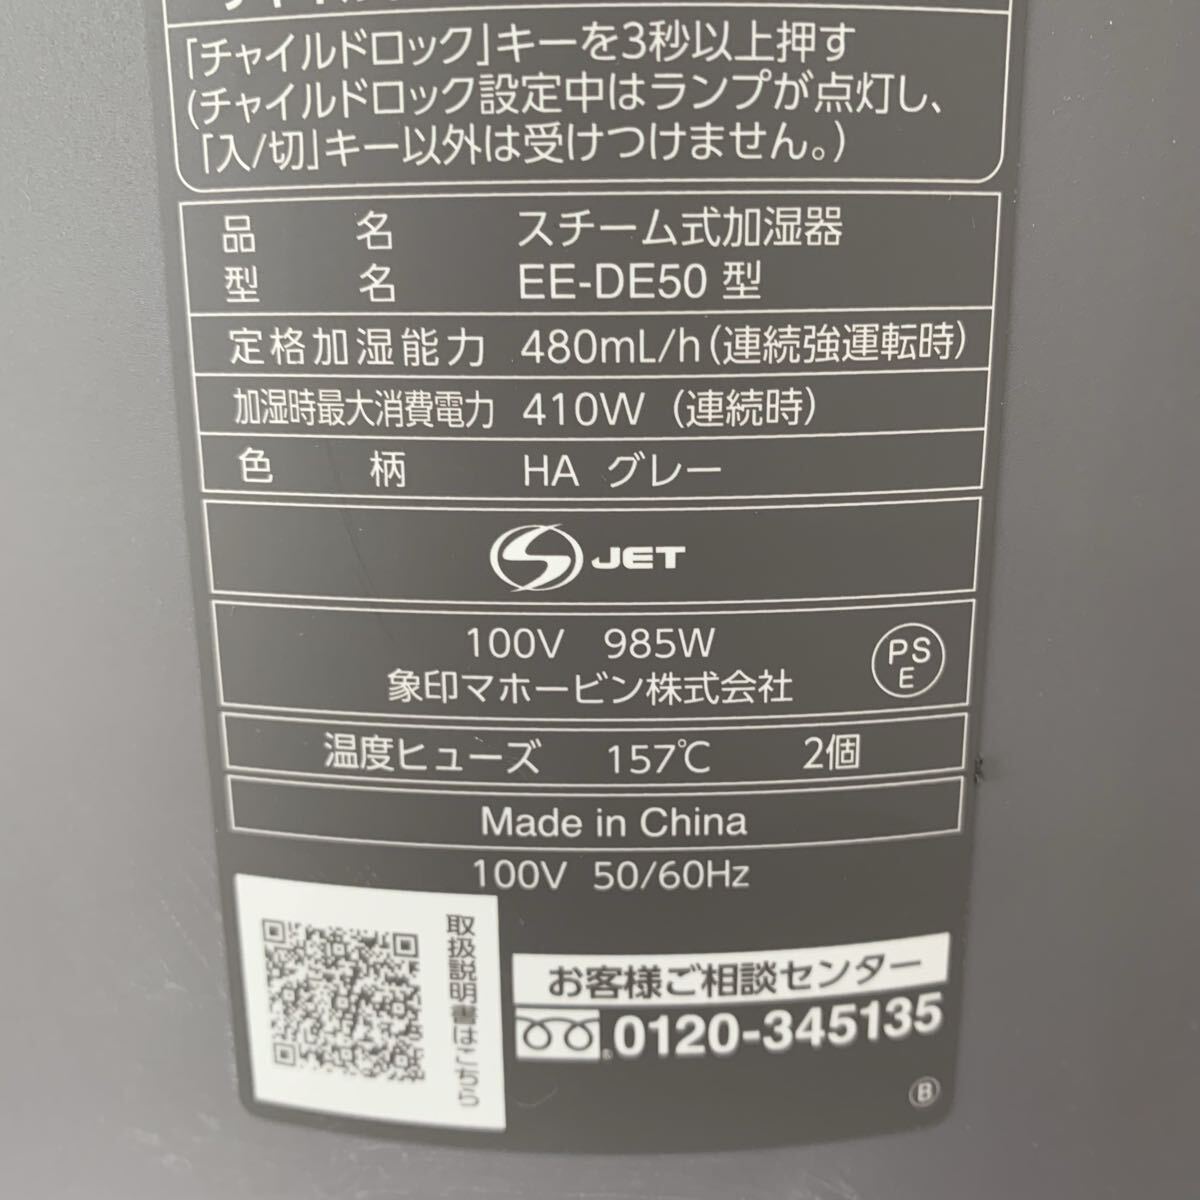 「チャイルドロック」キーを3秒以上押す
(チャイルドロック設定中はランプが点灯し、
「入/切」キー以外は受けつけません。)
品 名 スチーム式加湿器
型 名 EE-DE50 型
定格加湿能力 480mL/h(連続強運転時)
加湿時最大消費電力 410W (連続時)
色 柄 HA グレー
JET
100V 985W
象印マホービン株式会社
PS
E
温度ヒューズ 157℃ 2個
Made in China
100V 50/60Hz
取扱説明書はこちら
お客様ご相談センター
0120-345135
B